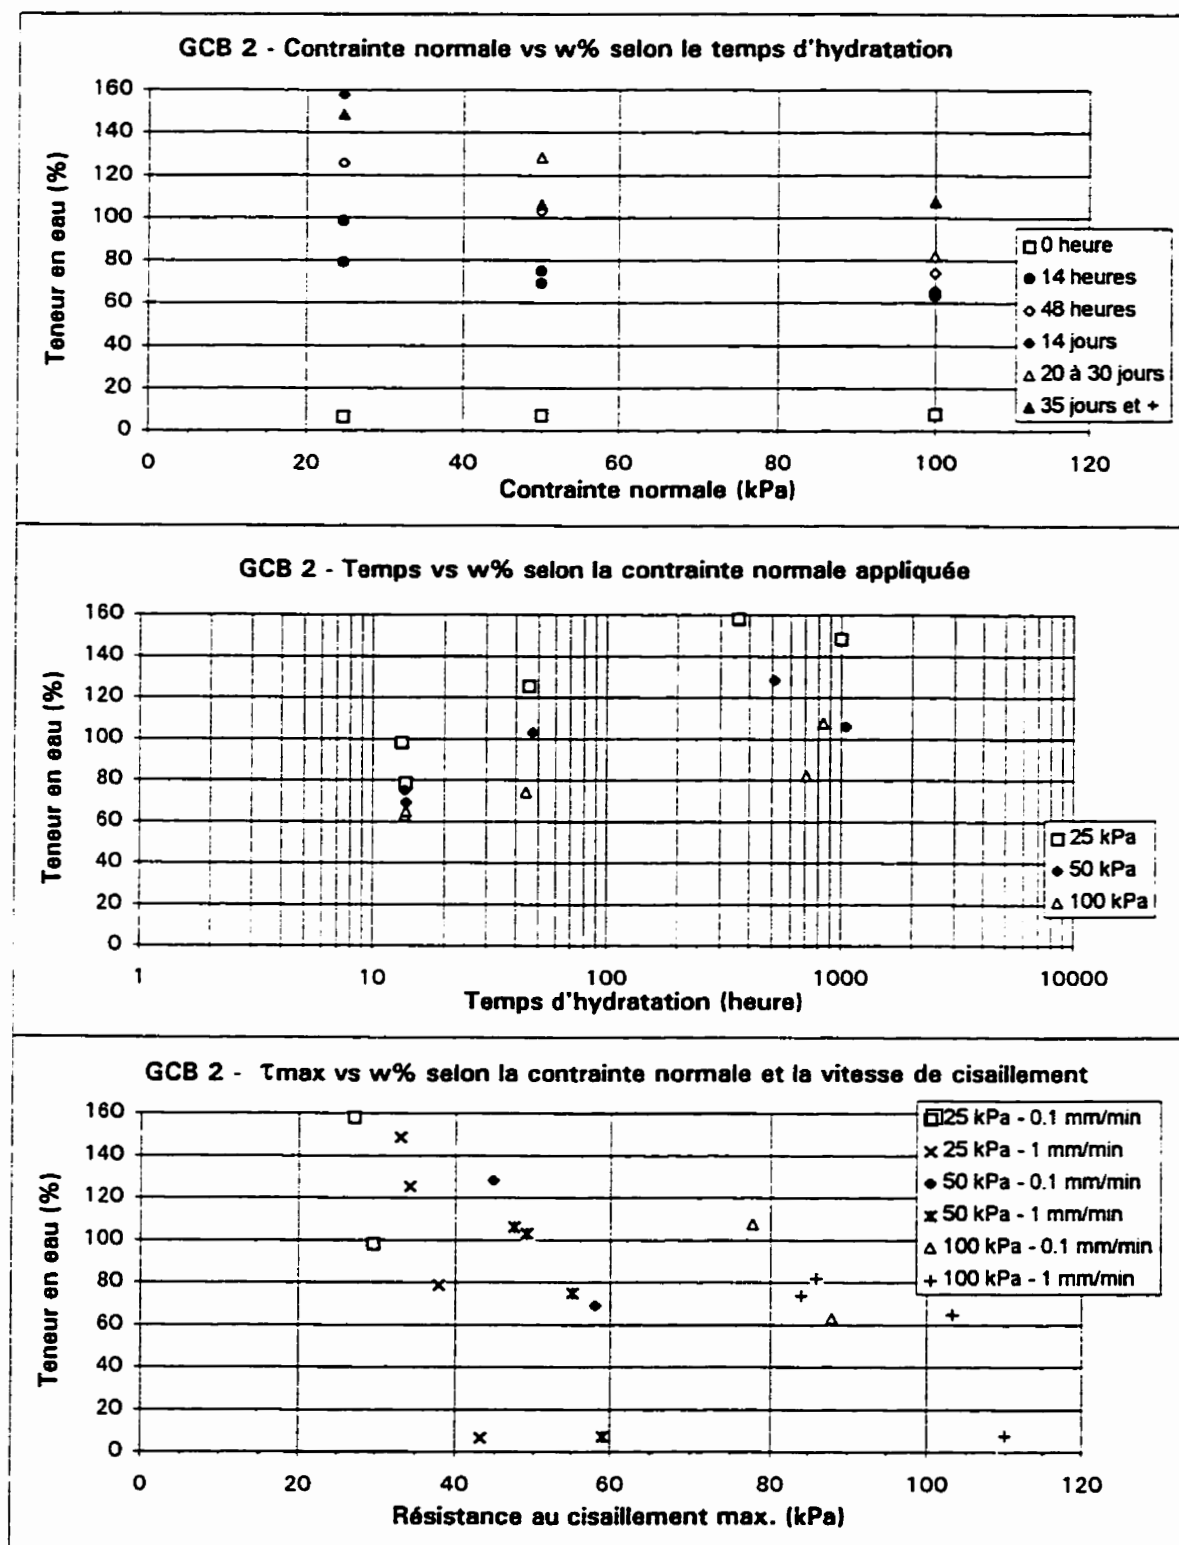 GCB 2 - Contrainte normale vs w% selon le temps d'hydratation
160
140
120
100
80
60
40
20
0
Teneur en eau (%)
0 20 40 60 80 100 120
Contrainte normale (kPa)
0 heure
14 heures
48 heures
14 jours
20 à 30 jours
35 jours et +
GCB 2 - Temps vs w% selon la contrainte normale appliquée
160
140
120
100
80
60
40
20
0
Teneur en eau (%)
1 10 100 1000 10000
Temps d'hydratation (heure)
25 kPa
50 kPa
100 kPa
GCB 2 - τmax vs w% selon la contrainte normale et la vitesse de cisaillement
160
140
120
100
80
60
40
20
0
Teneur en eau (%)
0 20 40 60 80 100 120
Résistance au cisaillement max. (kPa)
25 kPa - 0.1 mm/min
25 kPa - 1 mm/min
50 kPa - 0.1 mm/min
50 kPa - 1 mm/min
100 kPa - 0.1 mm/min
100 kPa - 1 mm/min